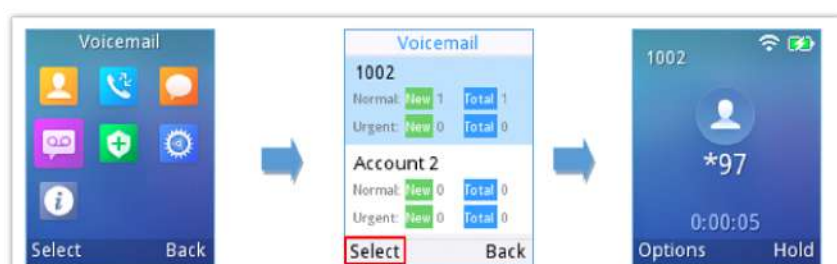 Voicemail
Select Back
Voicemail
1002
Normal: New 1 Total 1
Urgent: New 0 Total 0
Account 2
Normal: New 0 Total 0
Urgent: New 0 Total 0
Select Back
1002
*97
0:00:05
Options Hold